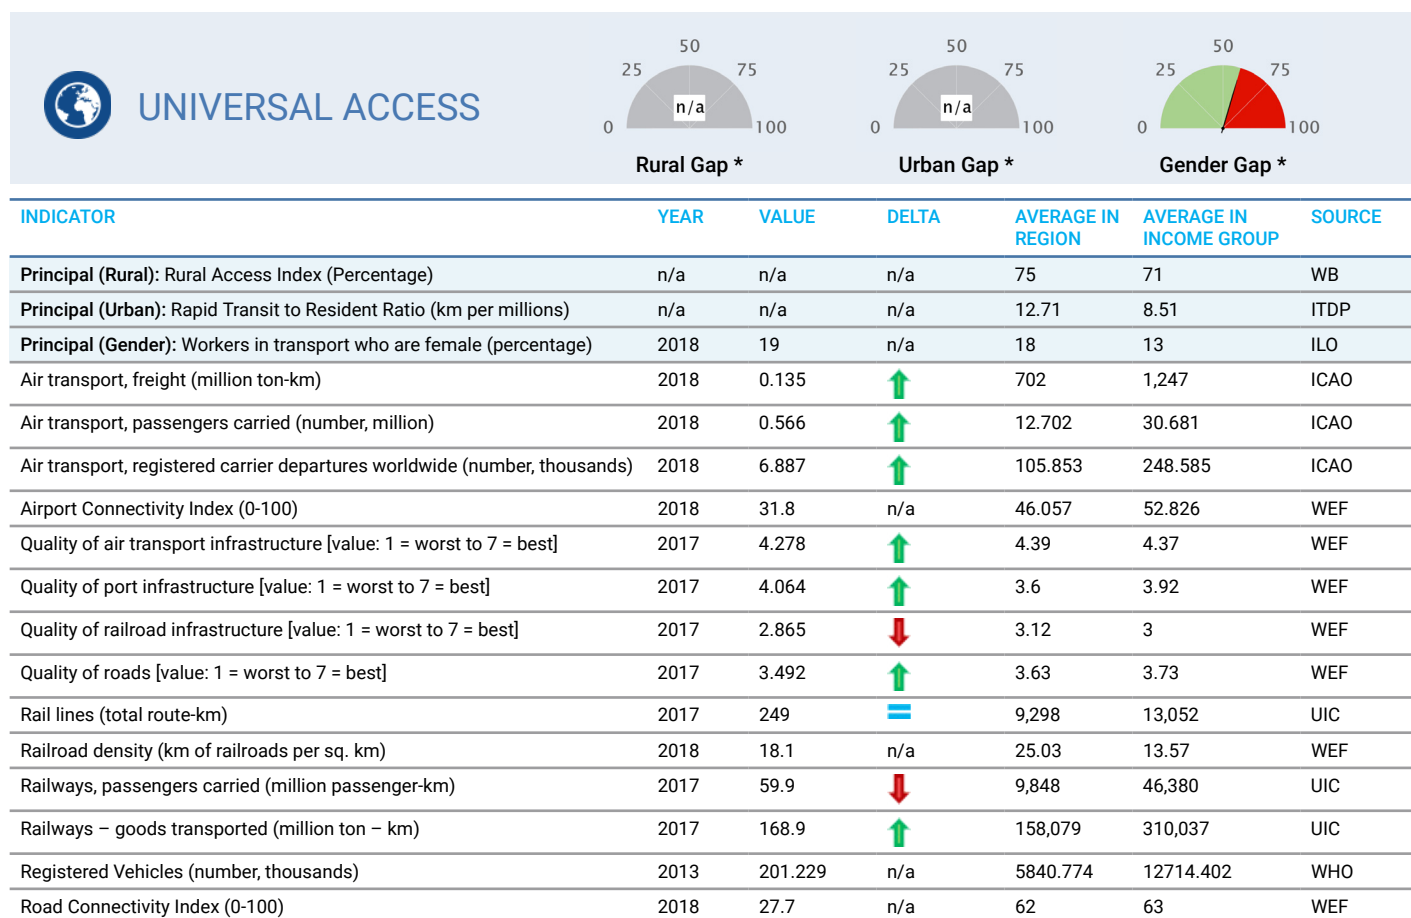 UNIVERSAL ACCESS
0 25 50 75 100
n/a
Rural Gap *
0 25 50 75 100
n/a
Urban Gap *
0 25 50 75 100
Gender Gap *
INDICATOR YEAR VALUE DELTA AVERAGE IN REGION AVERAGE IN INCOME GROUP SOURCE
Principal (Rural): Rural Access Index (Percentage) n/a n/a n/a 75 71 WB
Principal (Urban): Rapid Transit to Resident Ratio (km per millions) n/a n/a n/a 12.71 8.51 ITDP
Principal (Gender): Workers in transport who are female (percentage) 2018 19 n/a 18 13 ILO
Air transport, freight (million ton-km) 2018 0.135 702 1,247 ICAO
Air transport, passengers carried (number, million) 2018 0.566 12.702 30.681 ICAO
Air transport, registered carrier departures worldwide (number, thousands) 2018 6.887 105.853 248.585 ICAO
Airport Connectivity Index (0-100) 2018 31.8 n/a 46.057 52.826 WEF
Quality of air transport infrastructure [value: 1 = worst to 7 = best] 2017 4.278 4.39 4.37 WEF
Quality of port infrastructure [value: 1 = worst to 7 = best] 2017 4.064 3.6 3.92 WEF
Quality of railroad infrastructure [value: 1 = worst to 7 = best] 2017 2.865 3.12 3 WEF
Quality of roads [value: 1 = worst to 7 = best] 2017 3.492 3.63 3.73 WEF
Rail lines (total route-km) 2017 249 9,298 13,052 UIC
Railroad density (km of railroads per sq. km) 2018 18.1 n/a 25.03 13.57 WEF
Railways, passengers carried (million passenger-km) 2017 59.9 9,848 46,380 UIC
Railways – goods transported (million ton – km) 2017 168.9 158,079 310,037 UIC
Registered Vehicles (number, thousands) 2013 201.229 n/a 5840.774 12714.402 WHO
Road Connectivity Index (0-100) 2018 27.7 n/a 62 63 WEF